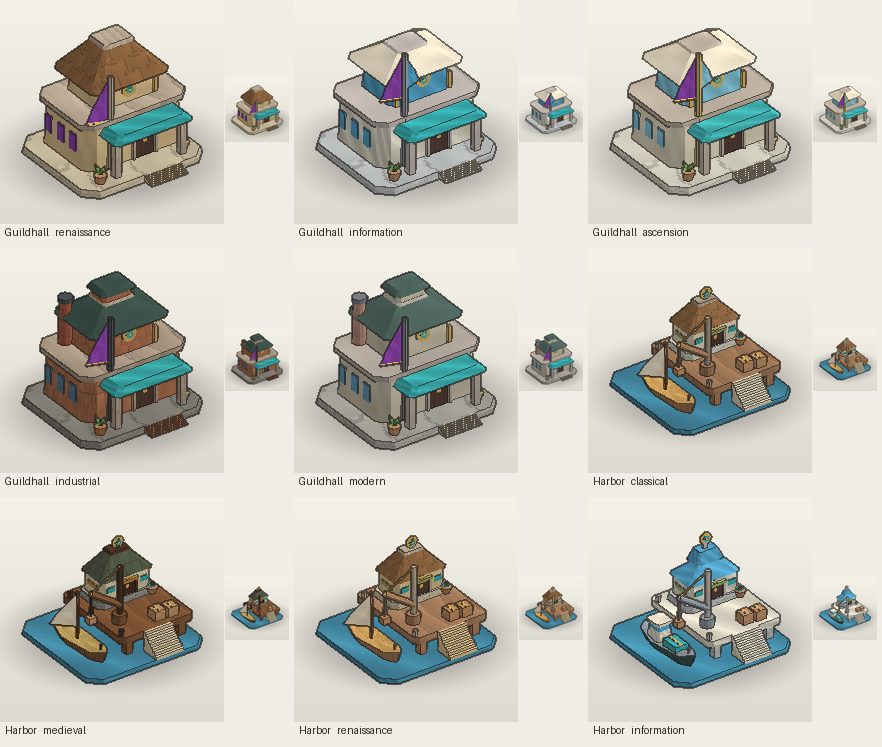 Guildhall renaissance
Guildhall information
Guildhall ascension
Guildhall industrial
Guildhall modern
Harbor classical
Harbor medieval
Harbor renaissance
Harbor information